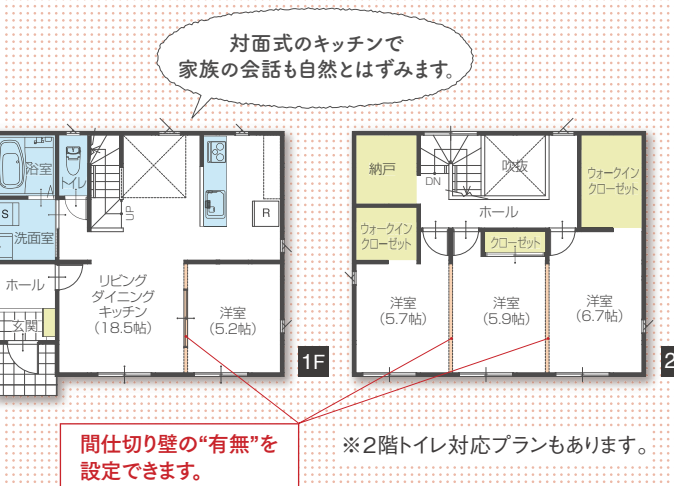 対面式のキッチンで
家族の会話も自然とはずみます。
浴室
トイレ
UP
S
洗面室
R
ホール
玄関
リビング
ダイニング
キッチン
(18.5帖)
洋室
(5.2帖)
1F
納戸
DN
吹抜
ウォークイン
クローゼット
ホール
ウォークイン
クローゼット
クローゼット
洋室
(5.7帖)
洋室
(5.9帖)
洋室
(6.7帖)
2
間仕切り壁の“有無”を
設定できます。
※2階トイレ対応プランもあります。